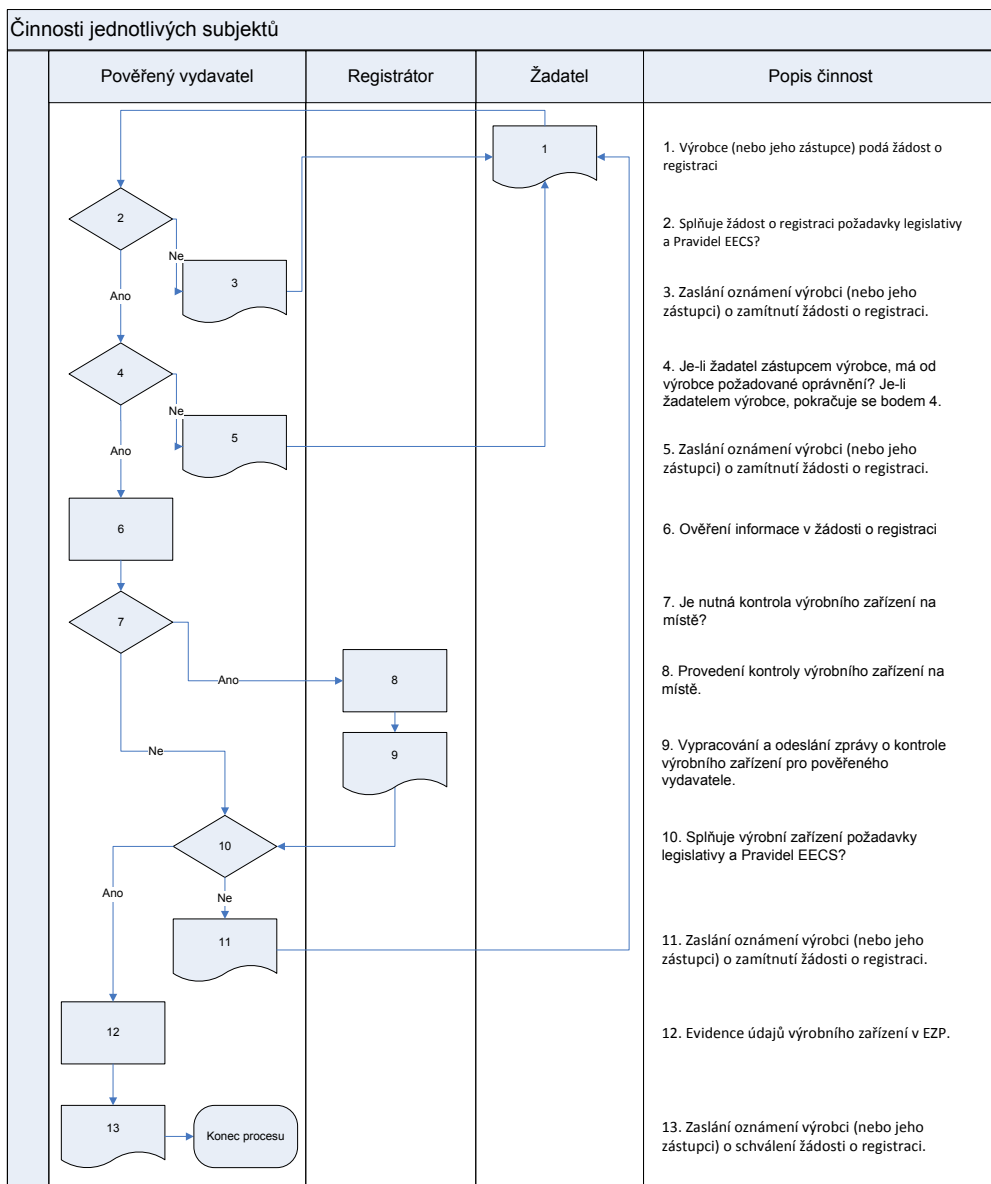 Činnosti jednotlivých subjektů
Pověřený vydavatel
Registrátor
Žadatel
Popis činnost
1
1. Výrobce (nebo jeho zástupce) podá žádost o
registraci
2
2. Splňuje žádost o registraci požadavky legislativy
a Pravidel EECS?
Ne
Ano
3
3. Zaslání oznámení výrobci (nebo jeho
zástupci) o zamítnutí žádosti o registraci.
4
4. Je-li žadatel zástupcem výrobce, má od
výrobce požadované oprávnění? Je-li
žadatelem výrobce, pokračuje se bodem 4.
Ne
Ano
5
5. Zaslání oznámení výrobci (nebo jeho
zástupci) o zamítnutí žádosti o registraci.
6
6. Ověření informace v žádosti o registraci
7
7. Je nutná kontrola výrobního zařízení na
místě?
Ano
8
8. Provedení kontroly výrobního zařízení na
místě.
Ne
9
9. Vypracování a odeslání zprávy o kontrole
výrobního zařízení pro pověřeného
vydavatele.
10
10. Splňuje výrobní zařízení požadavky
legislativy a Pravidel EECS?
Ano
Ne
11
11. Zaslání oznámení výrobci (nebo jeho
zástupci) o zamítnutí žádosti o registraci.
12
12. Evidence údajů výrobního zařízení v EZP.
13
Konec procesu
13. Zaslání oznámení výrobci (nebo jeho
zástupci) o schválení žádosti o registraci.